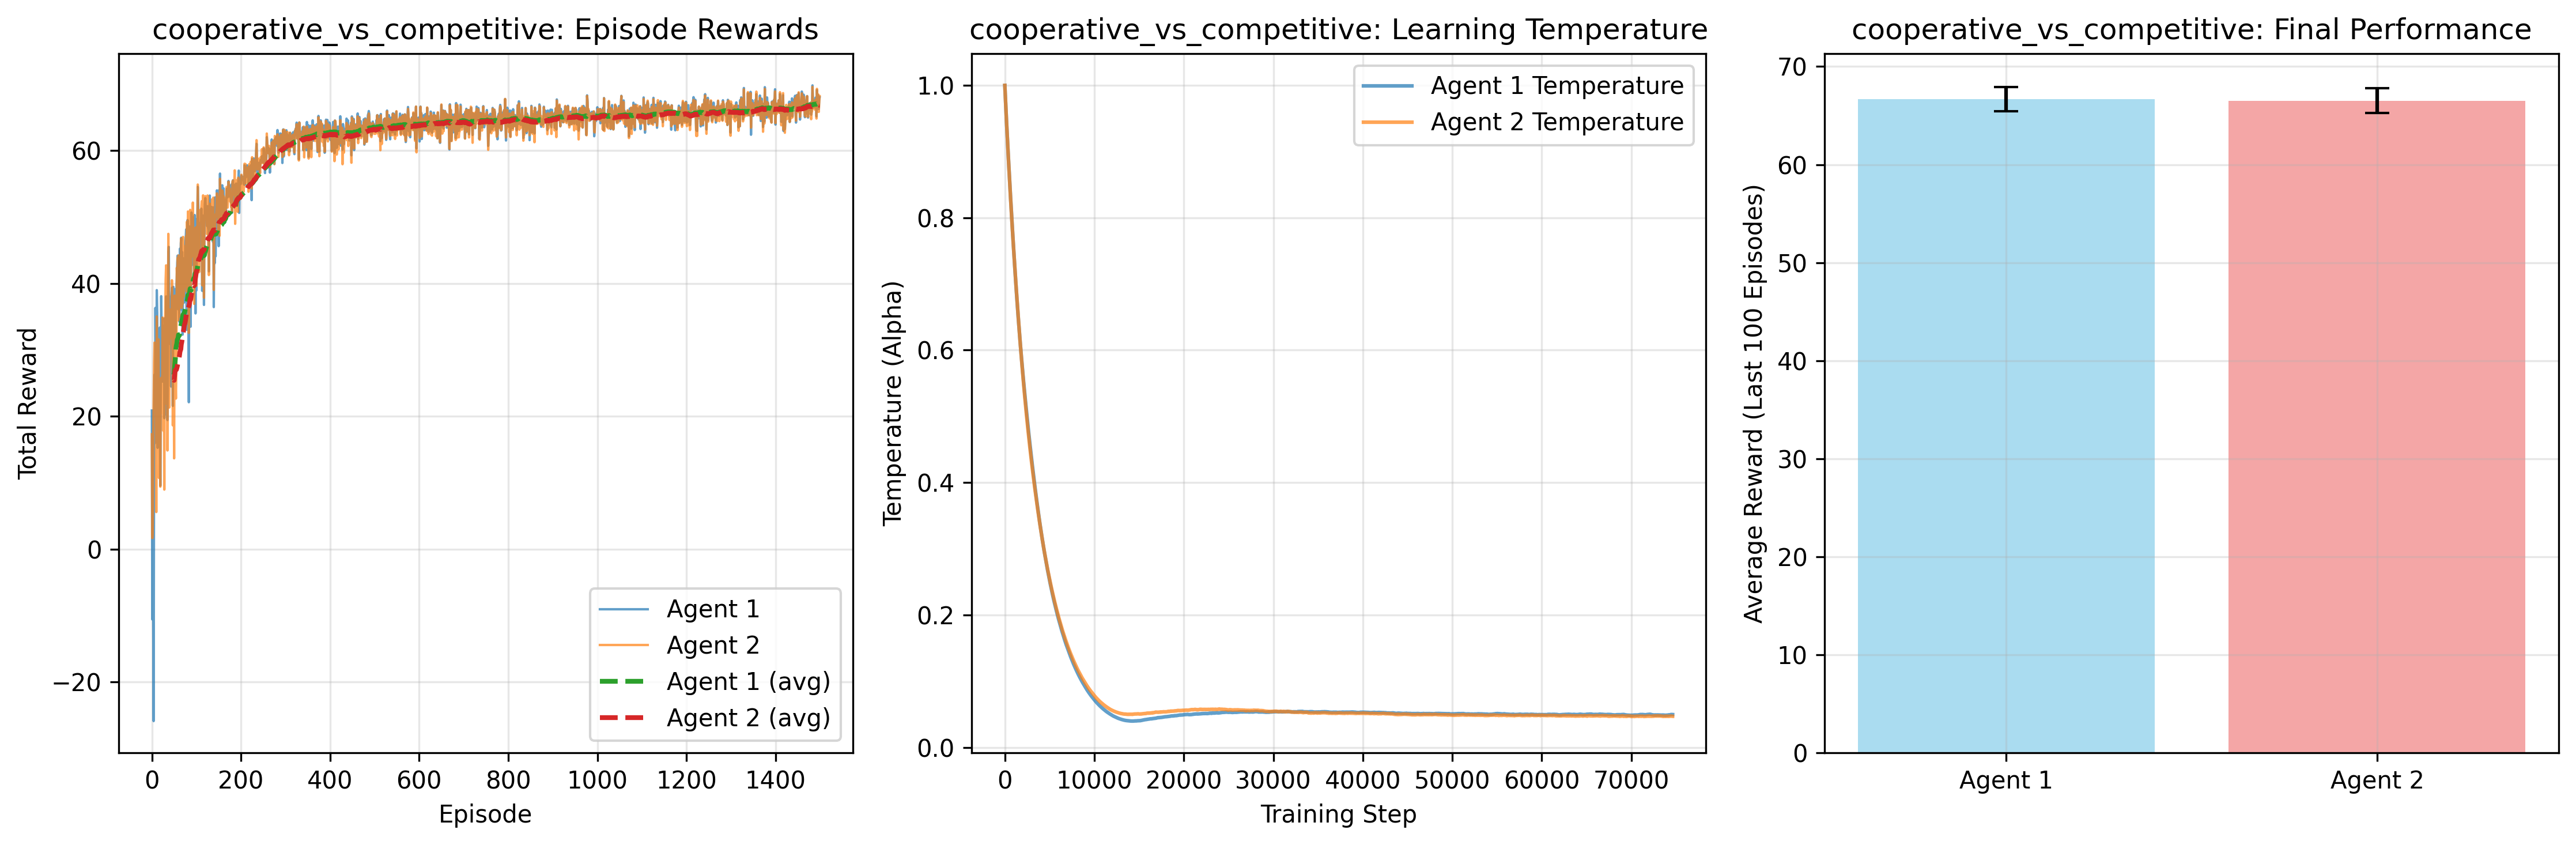 cooperative_vs_competitive: Episode Rewards
Total Reward
60
40
20
0
−20
0 200 400 600 800 1000 1200 1400
Episode
Agent 1
Agent 2
Agent 1 (avg)
Agent 2 (avg)
cooperative_vs_competitive: Learning Temperature
Temperature (Alpha)
1.0
0.8
0.6
0.4
0.2
0.0
0 10000 20000 30000 40000 50000 60000 70000
Training Step
Agent 1 Temperature
Agent 2 Temperature
cooperative_vs_competitive: Final Performance
Average Reward (Last 100 Episodes)
70
60
50
40
30
20
10
0
Agent 1 Agent 2